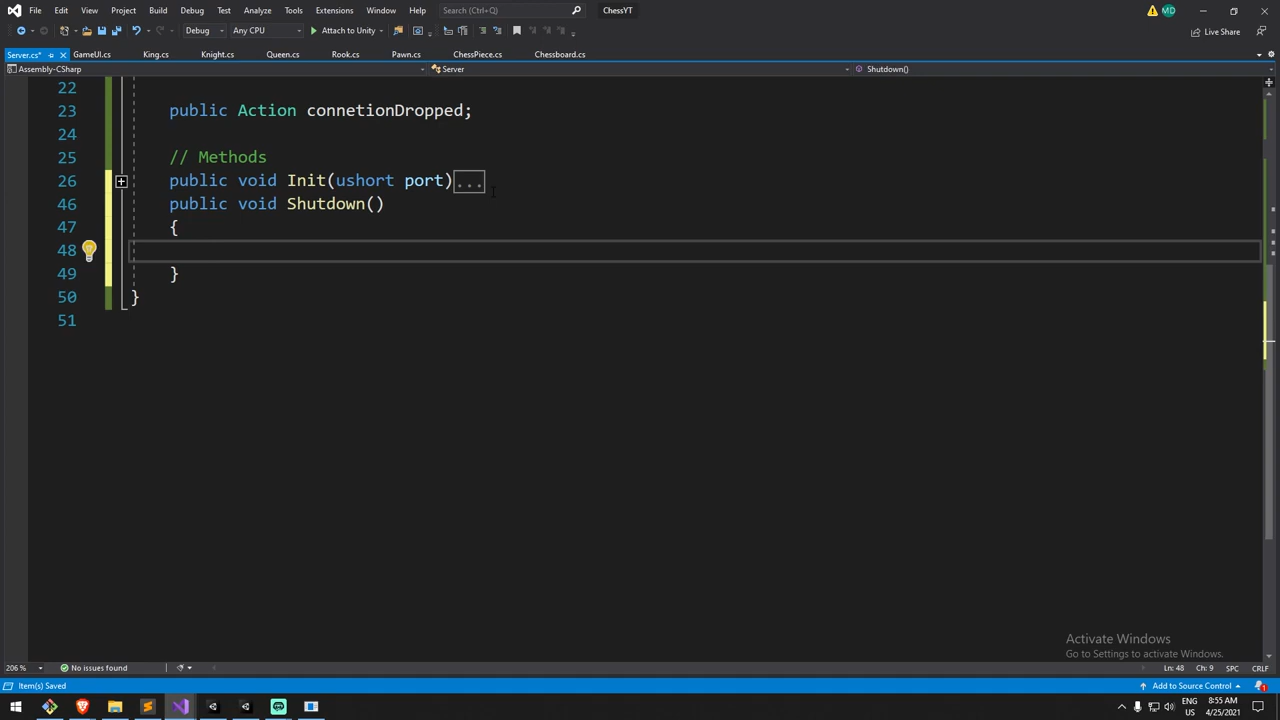 File Edit View Git Project Build Debug Test Analyze Tools Extensions Window Help Search (Ctrl+Q) ChessYT MD
Debug Any CPU Attach to Unity Live Share
Server.cs* GameUI.cs King.cs Knight.cs Queen.cs Rook.cs Pawn.cs ChessPiece.cs Chessboard.cs
Assembly-CSharp Server Shutdown()
22
23 public Action connetionDropped;
24
25 // Methods
26 public void Init(ushort port)...
46 public void Shutdown()
47 {
48
49 }
50 }
51
Activate Windows
Go to Settings to activate Windows.
206 % No issues found Ln: 48 Ch: 9 SPC CRLF
Item(s) Saved Add to Source Control 1
ENG 8:55 AM
US 4/25/2021